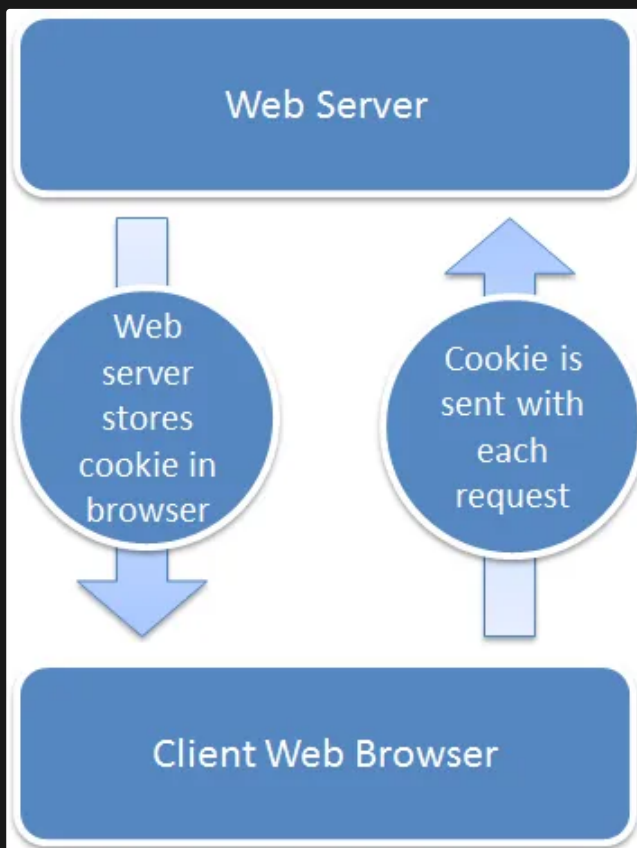 Web Server
Web
server
stores
cookie in
browser
Cookie is
sent with
each
request
Client Web Browser